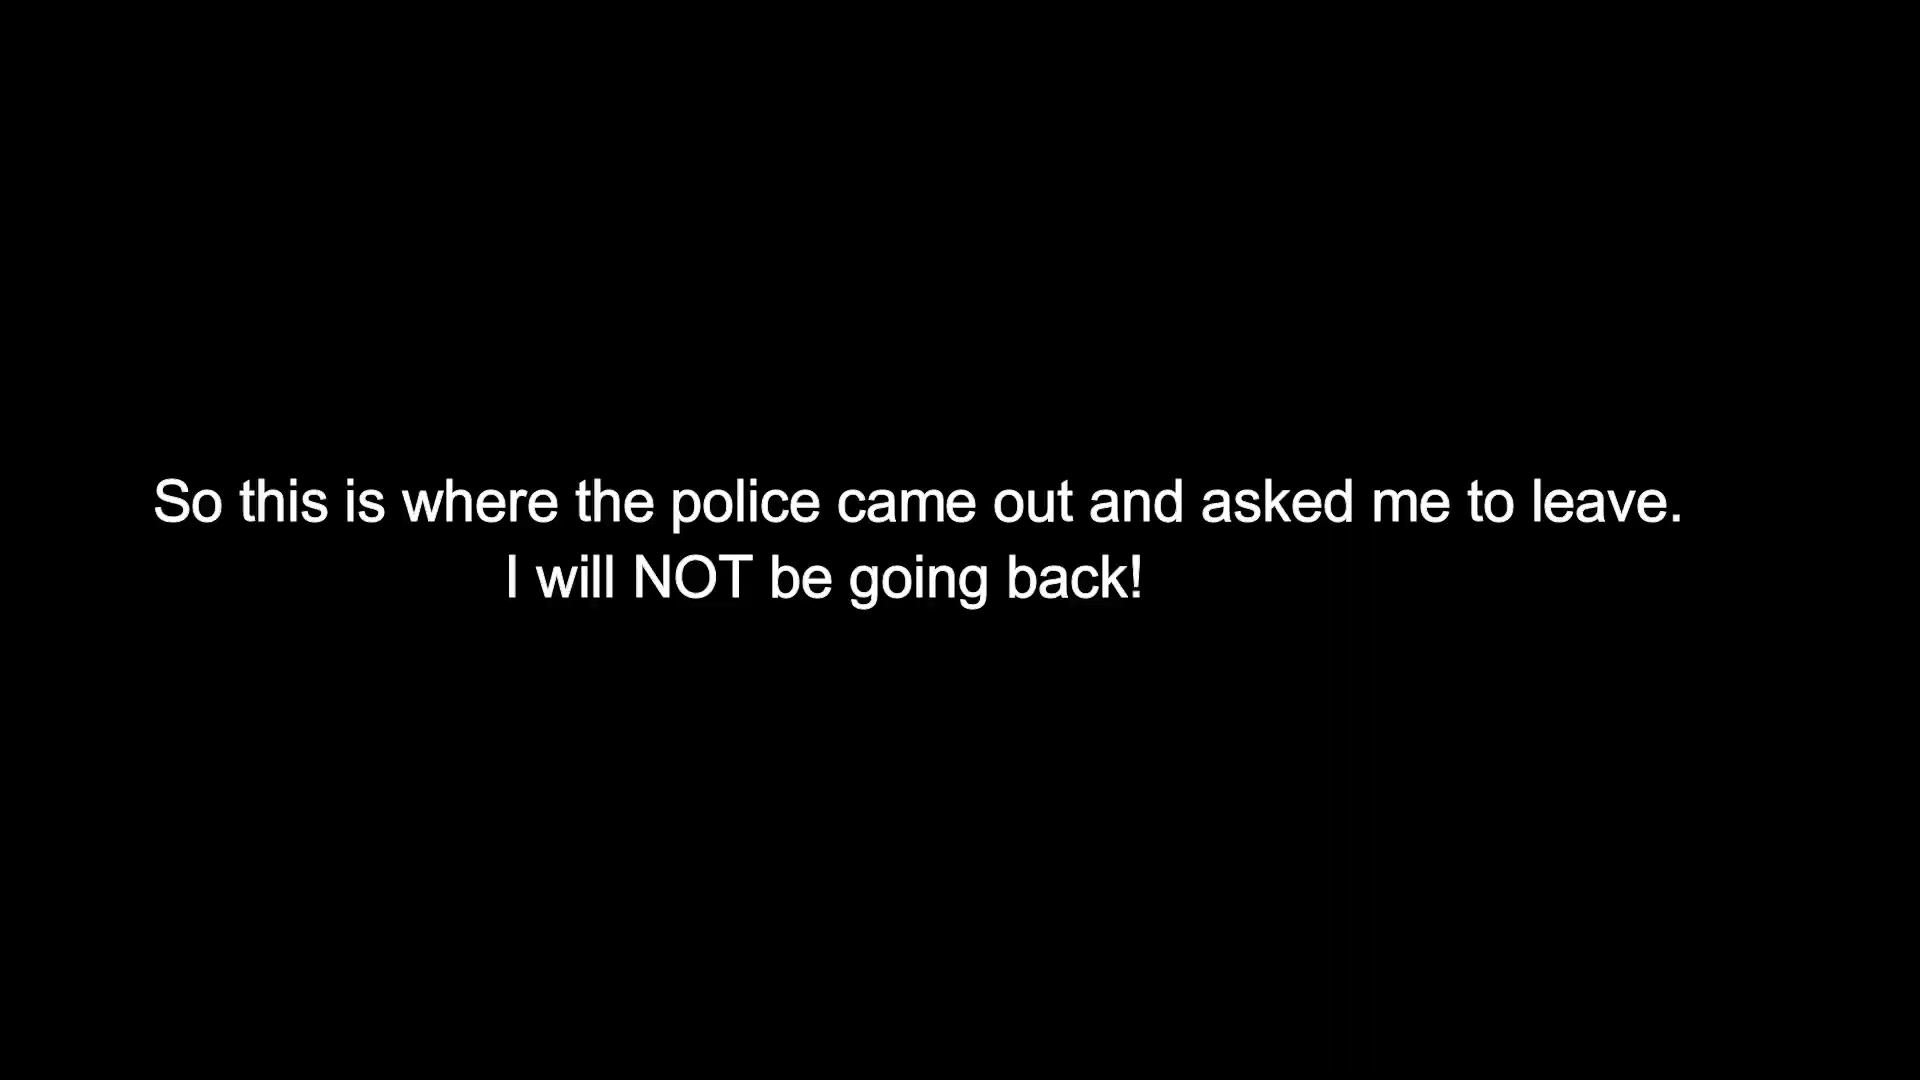 So this is where the police came out and asked me to leave.
I will NOT be going back!